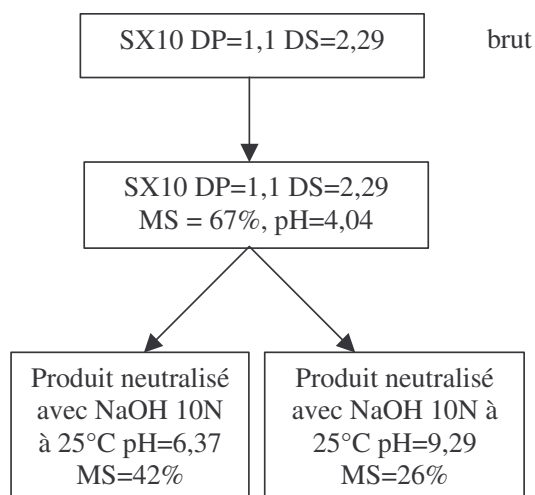 SX10 DP=1,1 DS=2,29
brut
SX10 DP=1,1 DS=2,29
MS = 67%, pH=4,04
Produit neutralisé
avec NaOH 10N
à 25°C pH=6,37
MS=42%
Produit neutralisé
avec NaOH 10N à
25°C pH=9,29
MS=26%